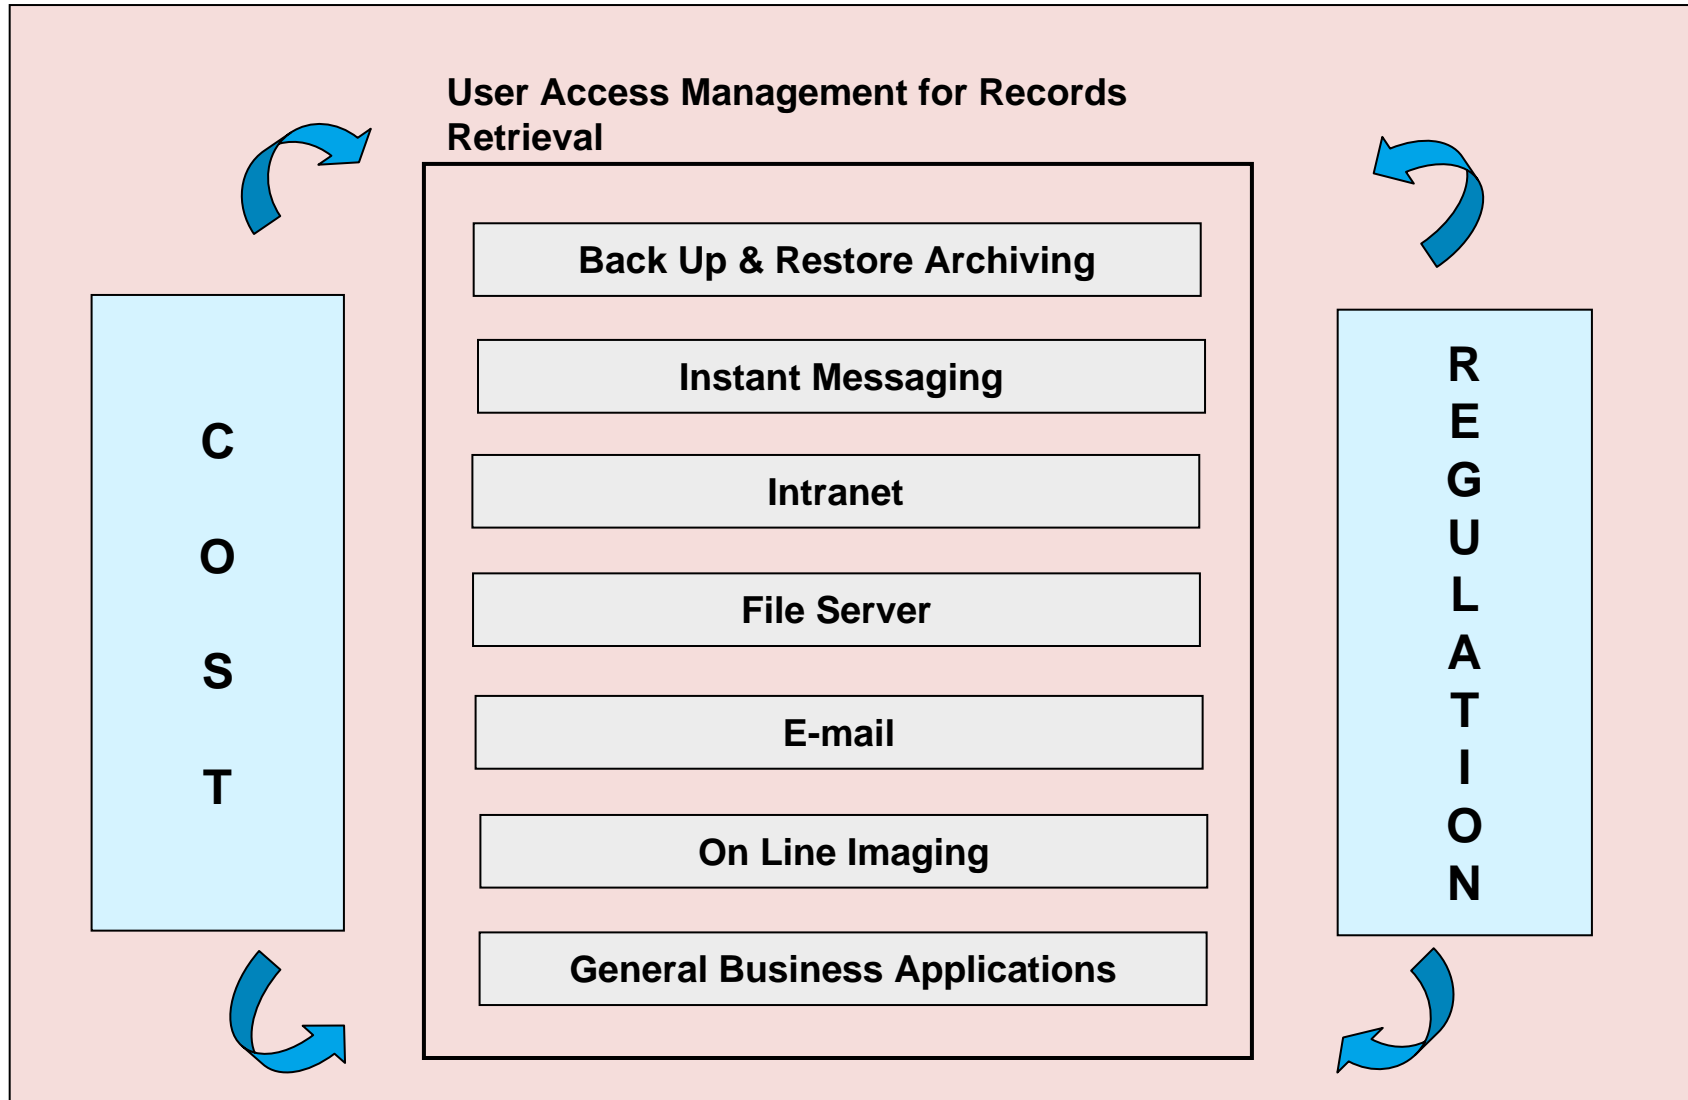 User Access Management for Records
Retrieval
Back Up & Restore Archiving
Instant Messaging
Intranet
File Server
E-mail
On Line Imaging
General Business Applications
C
O
S
T
R
E
G
U
L
A
T
I
O
N